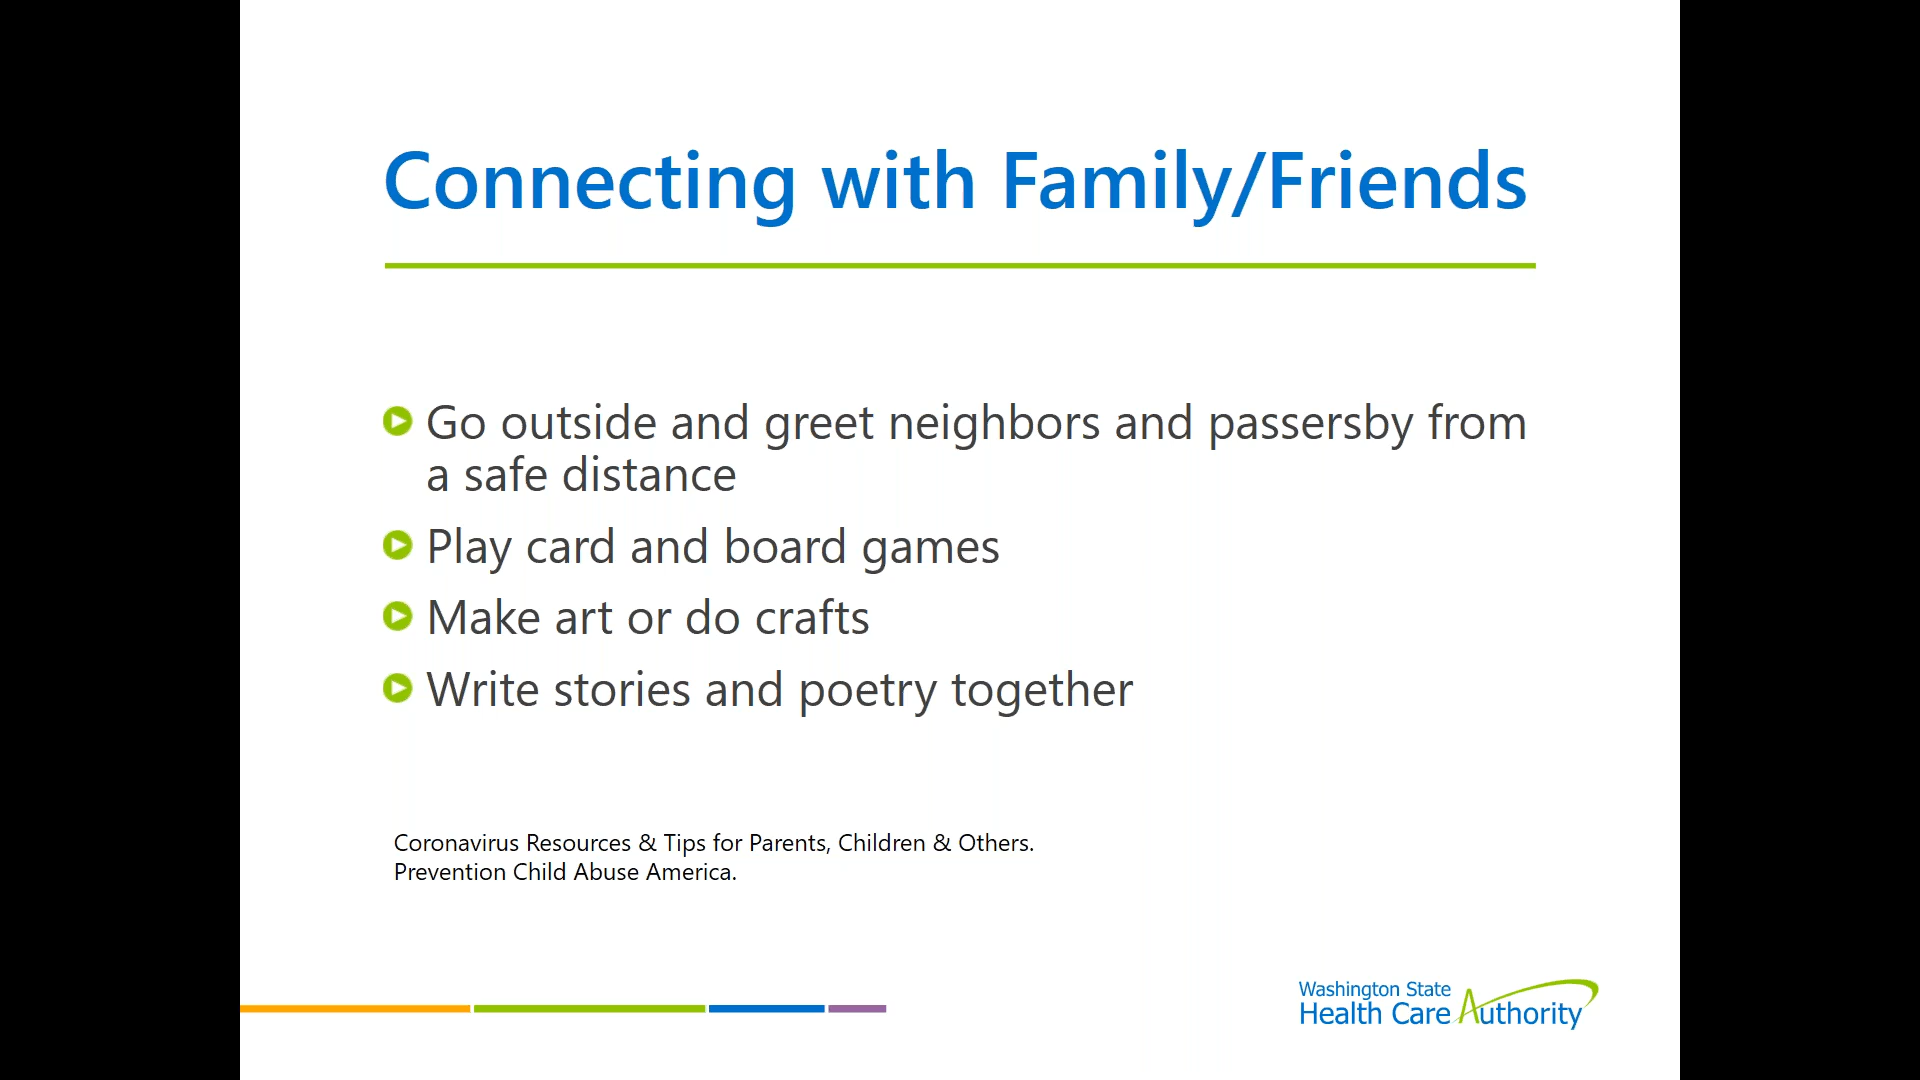 Connecting with Family/Friends
Go outside and greet neighbors and passersby from
a safe distance
Play card and board games
Make art or do crafts
Write stories and poetry together
Coronavirus Resources & Tips for Parents, Children & Others.
Prevention Child Abuse America.
Washington State
Health Care Authority